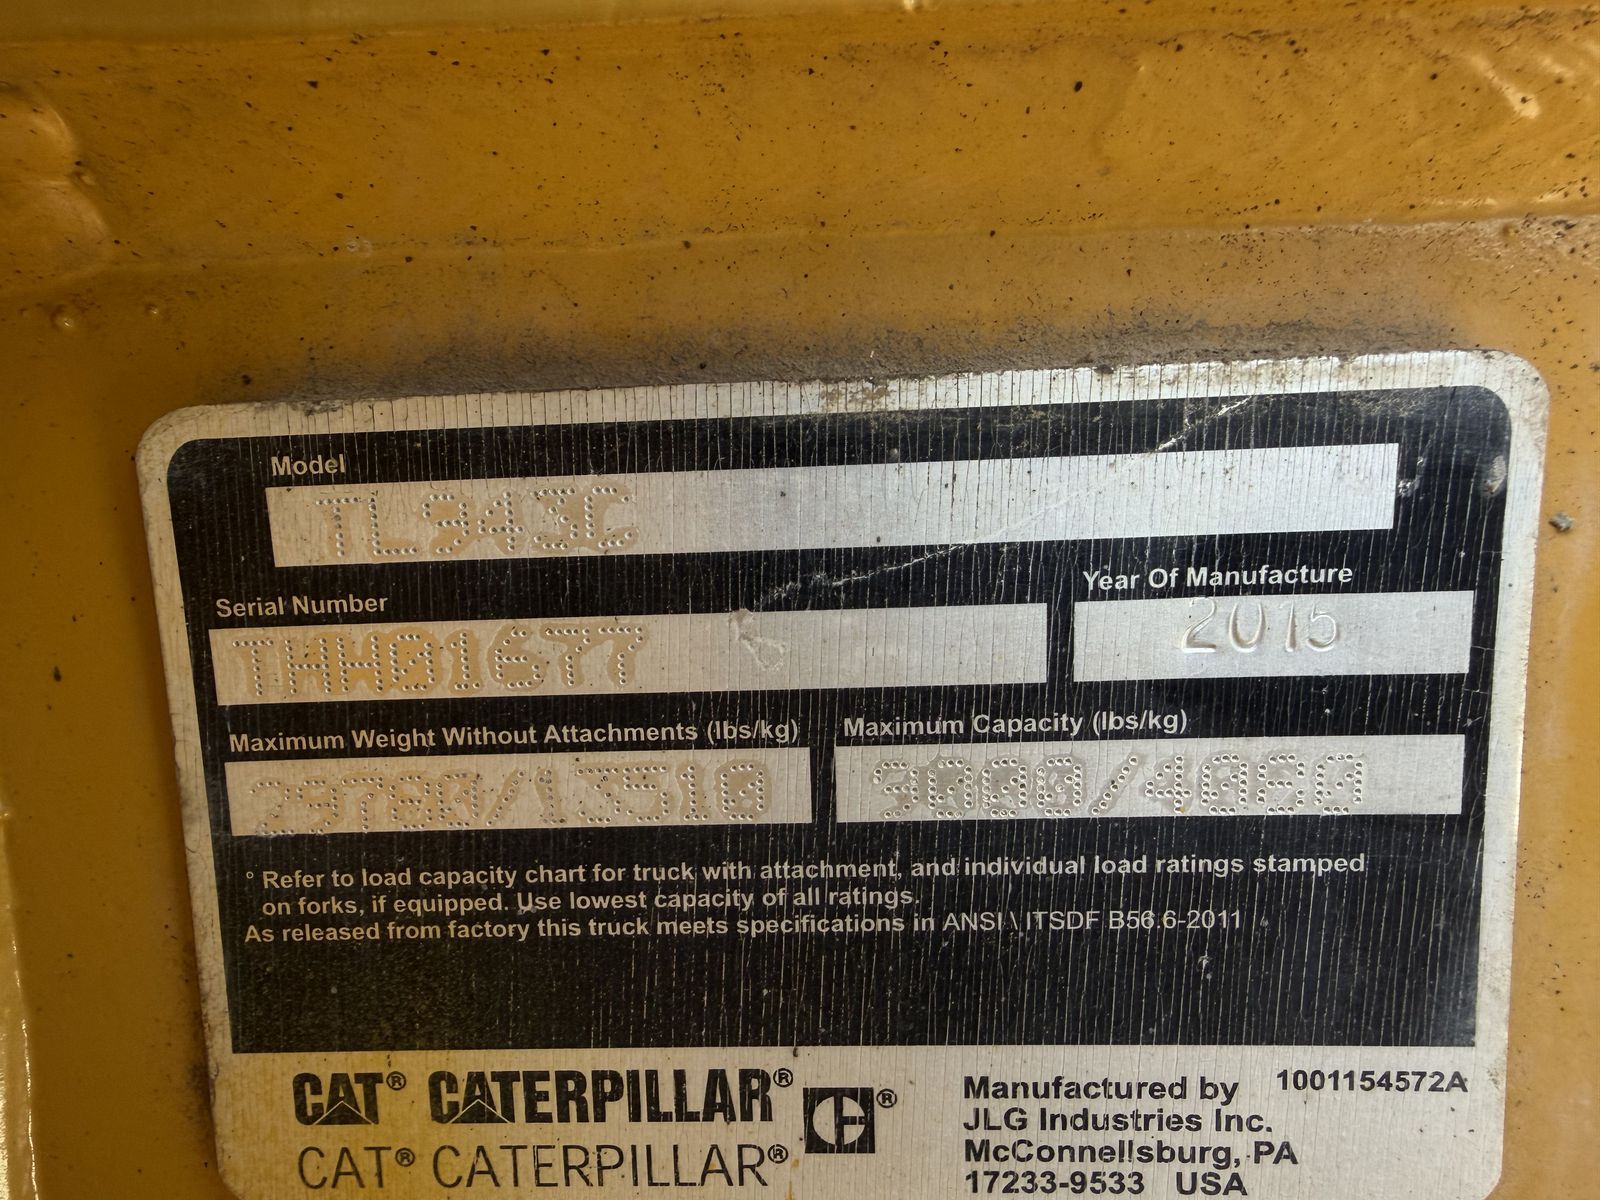 Model
TL943C
Serial Number
THH01677
Year Of Manufacture
2015
Maximum Weight Without Attachments (lbs/kg)
29780/13510
Maximum Capacity (lbs/kg)
9000/4080
° Refer to load capacity chart for truck with attachment, and individual load ratings stamped
on forks, if equipped. Use lowest capacity of all ratings.
As released from factory this truck meets specifications in ANSI \ ITSDF B56.6-2011
CAT® CATERPILLAR® ®
CAT® CATERPILLAR®
Manufactured by 1001154572A
JLG Industries Inc.
McConnellsburg, PA
17233-9533 USA